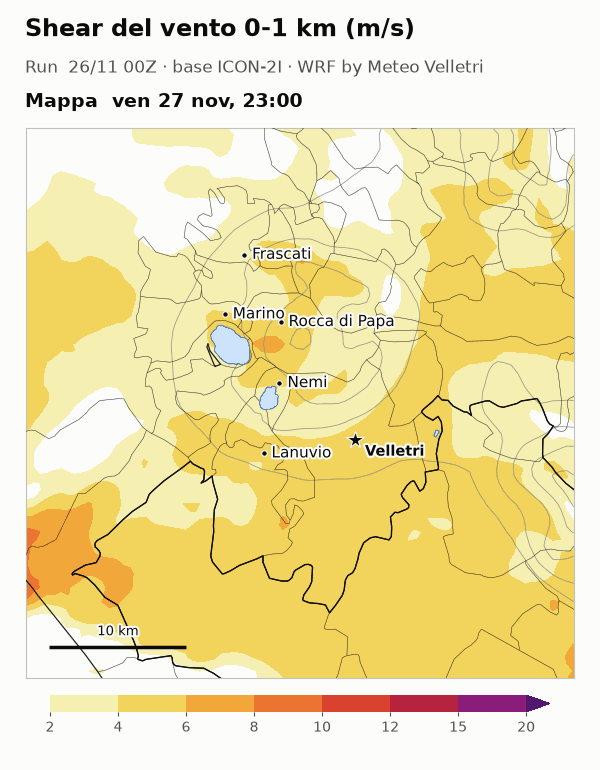 Shear del vento 0-1 km (m/s)
Run  26/11 00Z · base ICON-2I · WRF by Meteo Velletri
Mappa  ven 27 nov, 23:00
Frascati
Marino
Rocca di Papa
Nemi
Velletri
Lanuvio
10 km
2 4 6 8 10 12 15 20